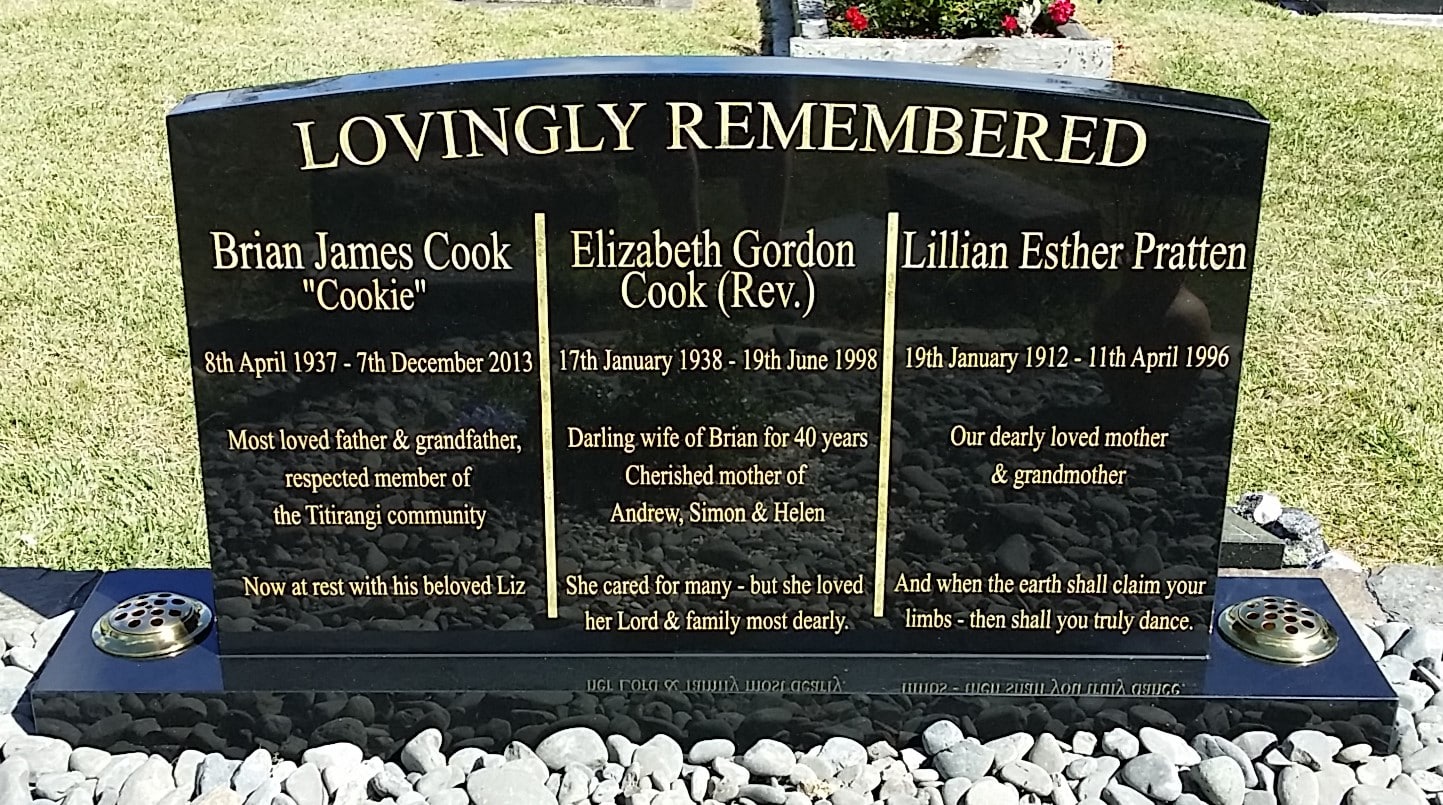 LOVINGLY REMEMBERED
Brian James Cook
"Cookie"
8th April 1937 - 7th December 2013
Most loved father & grandfather,
respected member of
the Titirangi community
Now at rest with his beloved Liz
Elizabeth Gordon
Cook (Rev.)
17th January 1938 - 19th June 1998
Darling wife of Brian for 40 years
Cherished mother of
Andrew, Simon & Helen
She cared for many - but she loved
her Lord & family most dearly.
Lillian Esther Pratten
19th January 1912 - 11th April 1996
Our dearly loved mother
& grandmother
And when the earth shall claim your
limbs - then shall you truly dance.